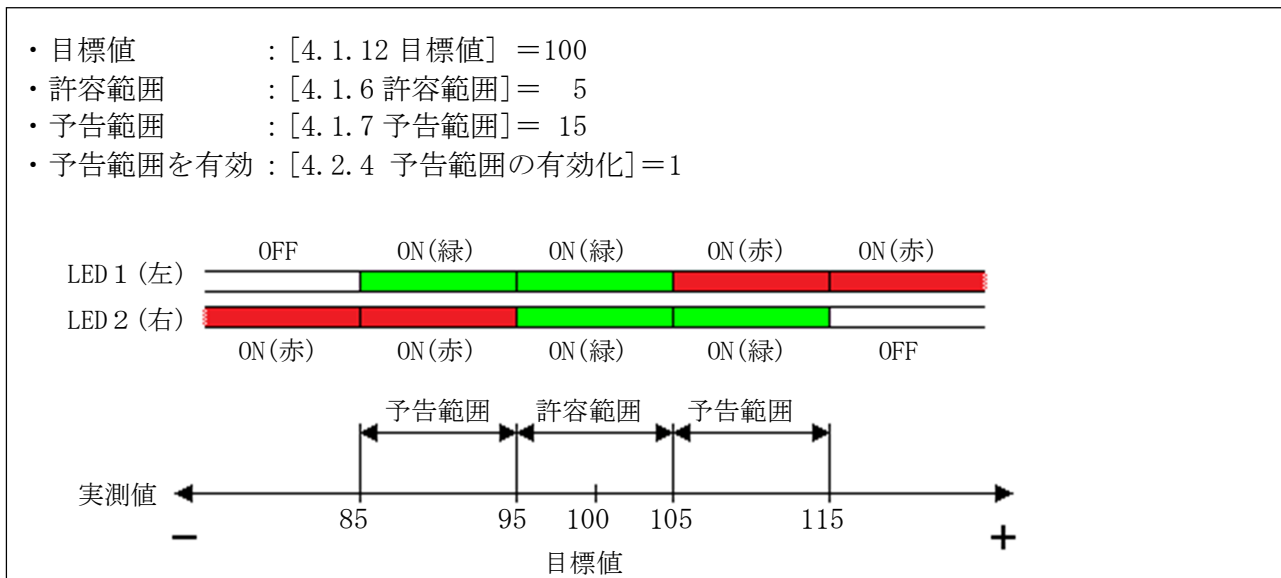 ・目標値　　　　：[4.1.12 目標値] ＝100
・許容範囲　　　：[4.1.6 許容範囲]＝ 5
・予告範囲　　　：[4.1.7 予告範囲]＝ 15
・予告範囲を有効：[4.2.4 予告範囲の有効化]＝1
OFF ON(緑) ON(緑) ON(赤) ON(赤)
LED１(左)
LED２(右)
ON(赤) ON(赤) ON(緑) ON(緑) OFF
予告範囲 許容範囲 予告範囲
実測値
85 95 100 105 115
－ ＋
目標値